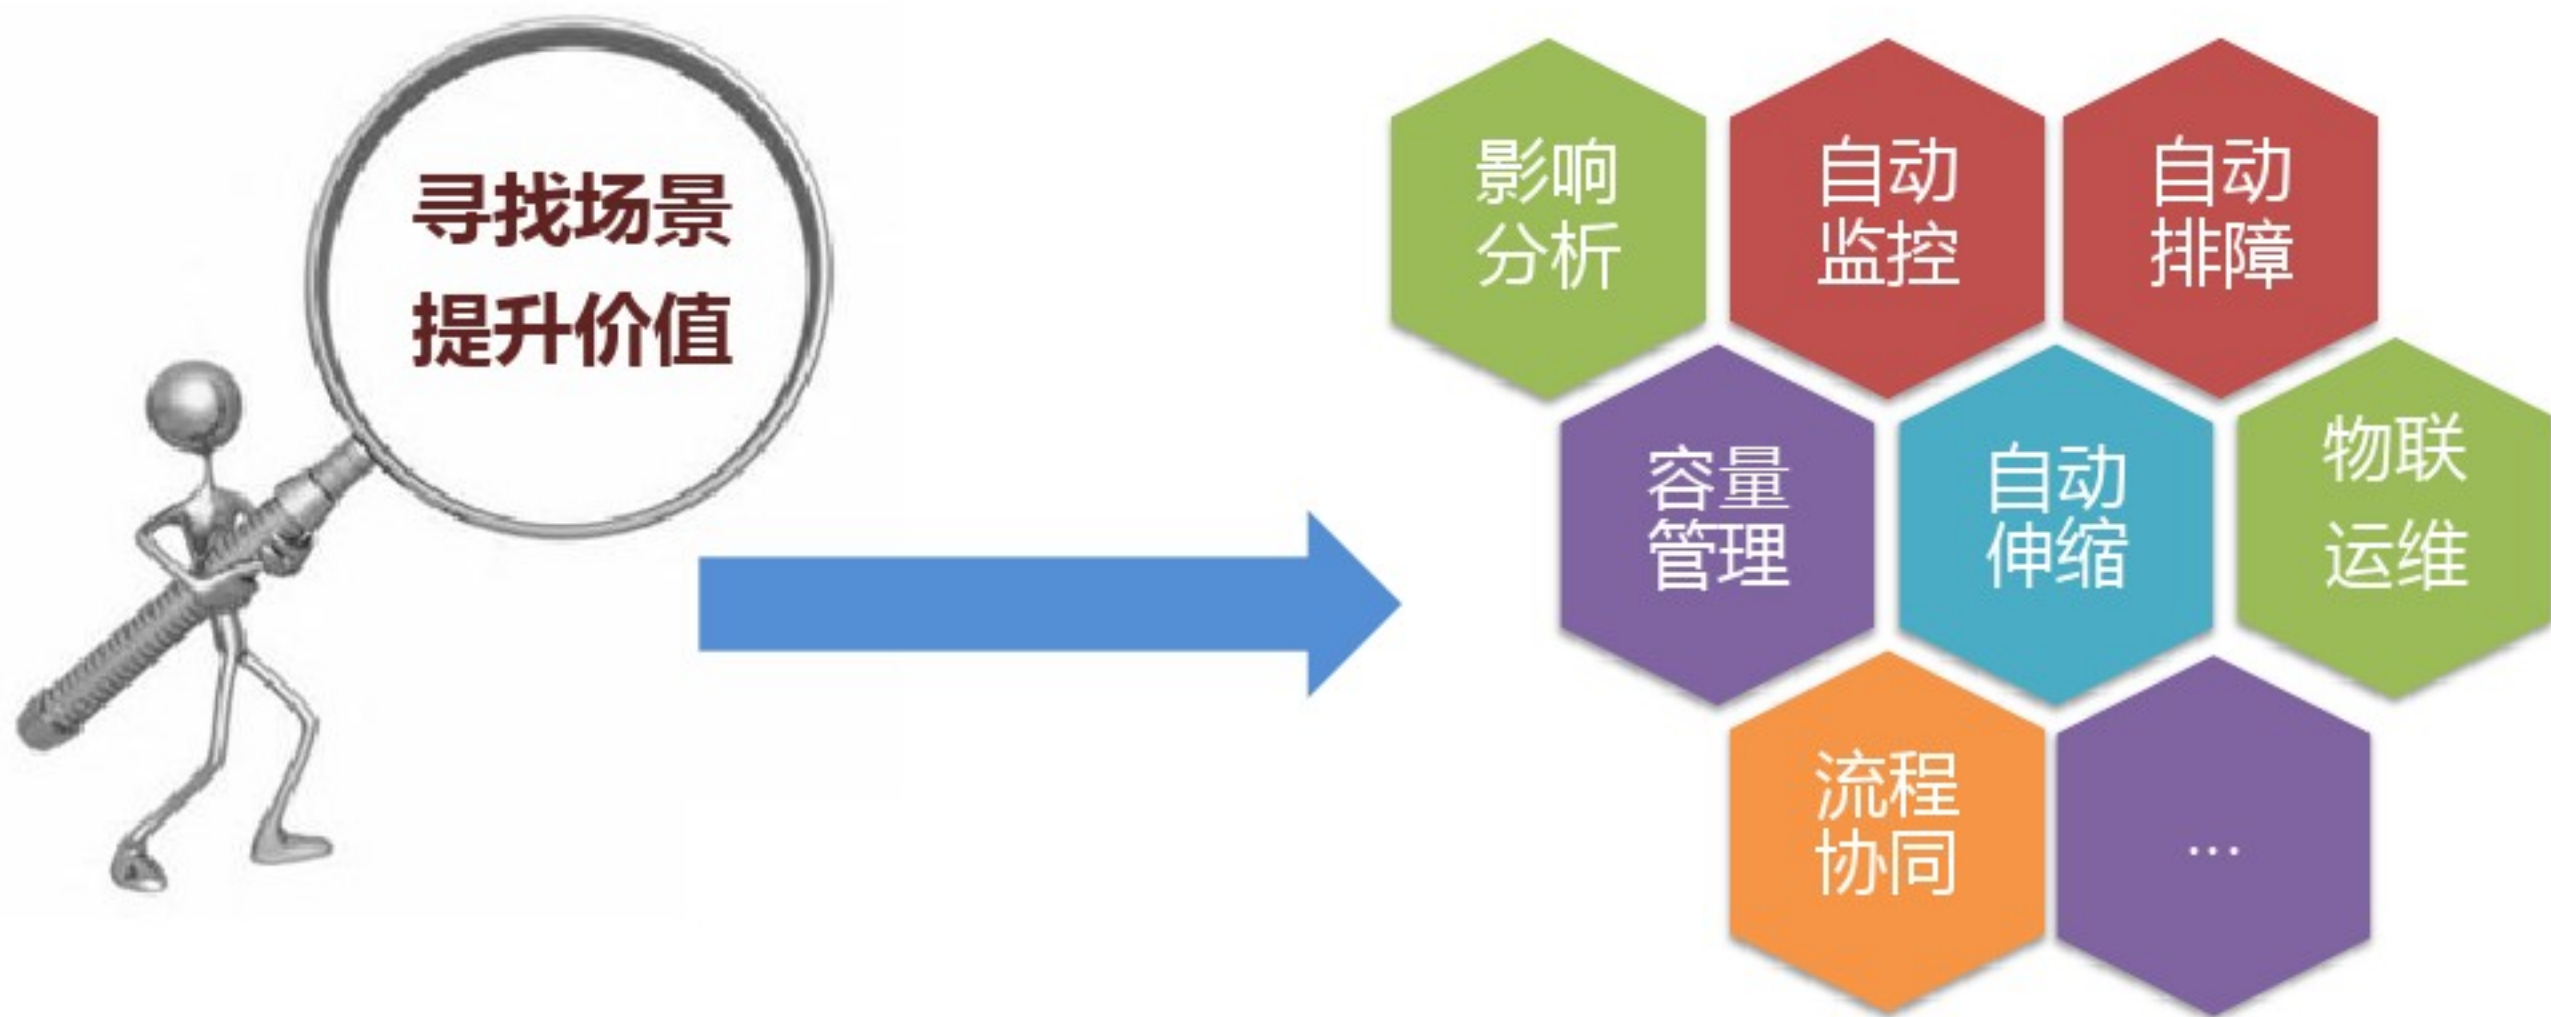 寻找场景
提升价值
影响
分析
自动
监控
自动
排障
容量
管理
自动
伸缩
物联
运维
流程
协同
...